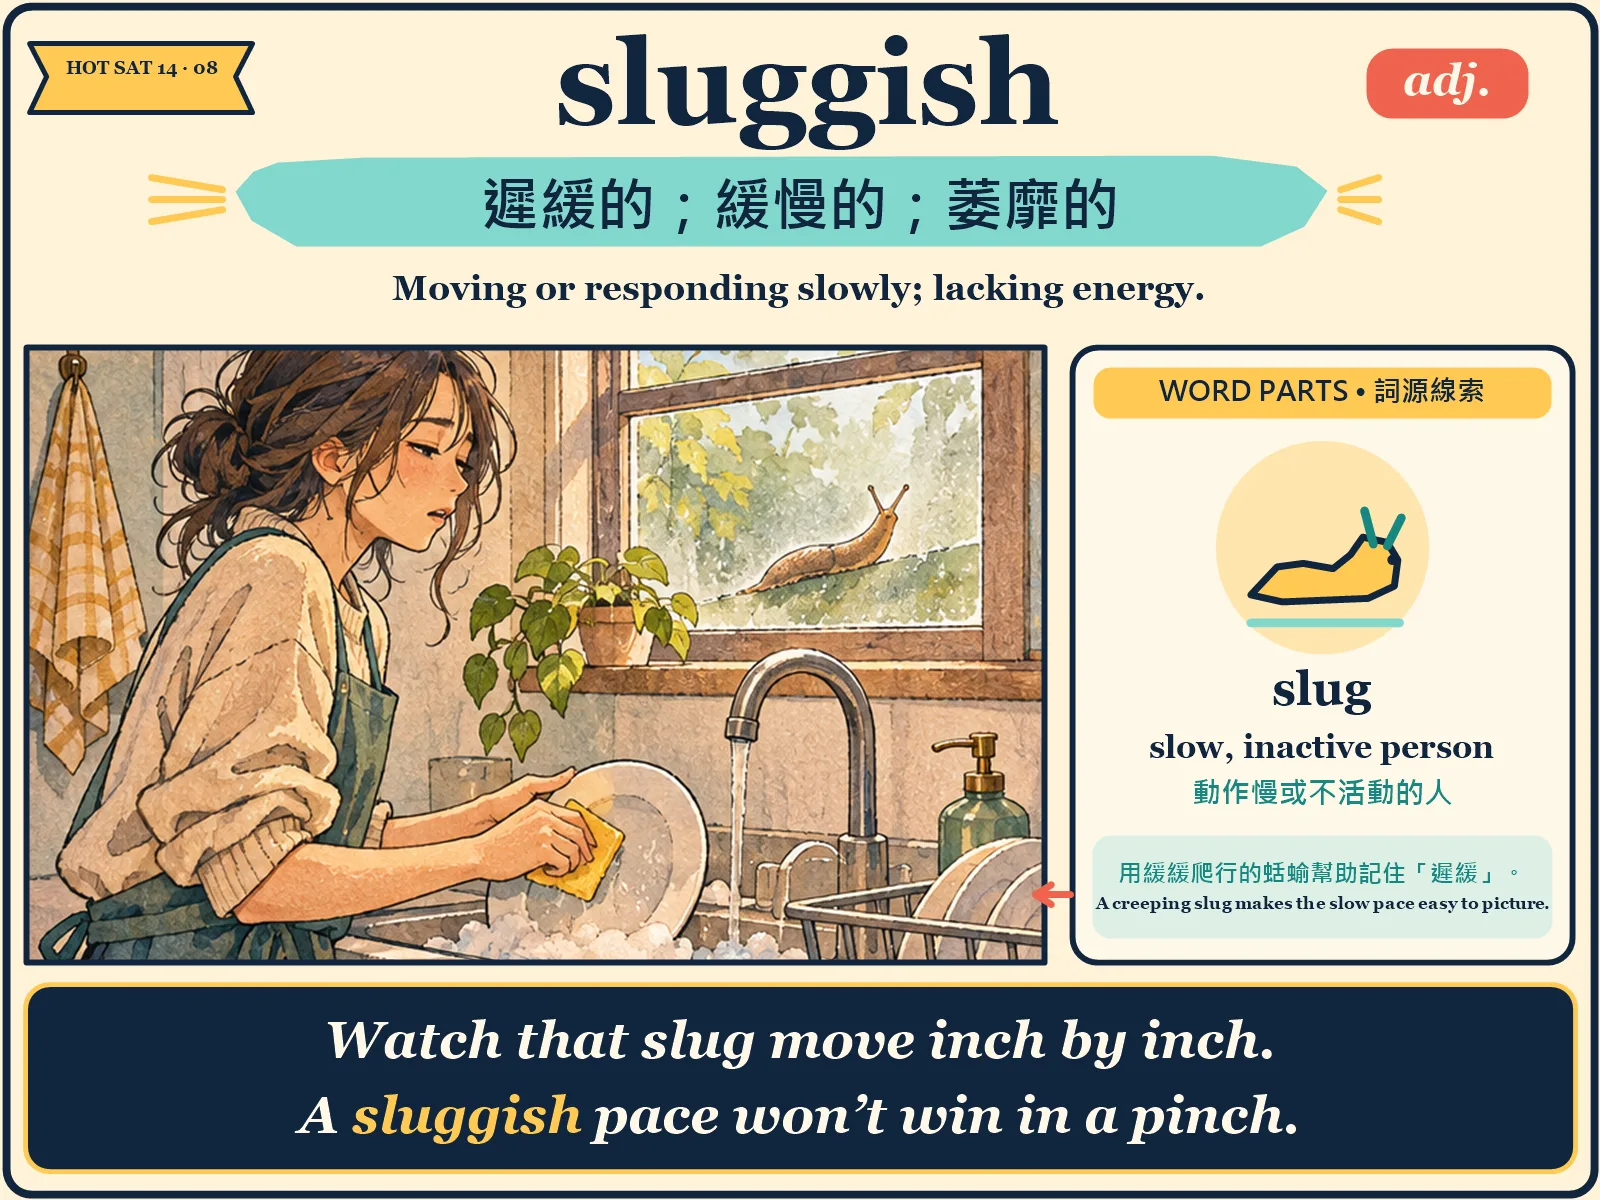 HOT SAT 14 · 08
sluggish
adj.
遲緩的；緩慢的；萎靡的
Moving or responding slowly; lacking energy.
WORD PARTS • 詞源線索
slug
slow, inactive person
動作慢或不活動的人
用緩緩爬行的蛞蝓幫助記住「遲緩」。
A creeping slug makes the slow pace easy to picture.
Watch that slug move inch by inch.
A sluggish pace won’t win in a pinch.